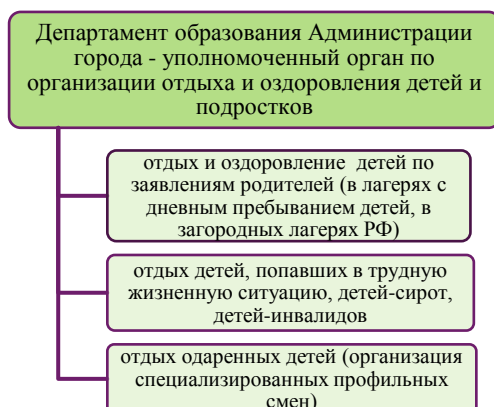 Департамент образования Администрации
города - уполномоченный орган по
организации отдыха и оздоровления детей и
подростков
отдых и оздоровление детей по
заявлениям родителей (в лагерях с
дневным пребыванием детей, в
загородных лагерях РФ)
отдых детей, попавших в трудную
жизненную ситуацию, детей-сирот,
детей-инвалидов
отдых одаренных детей (организация
специализированных профильных
смен)